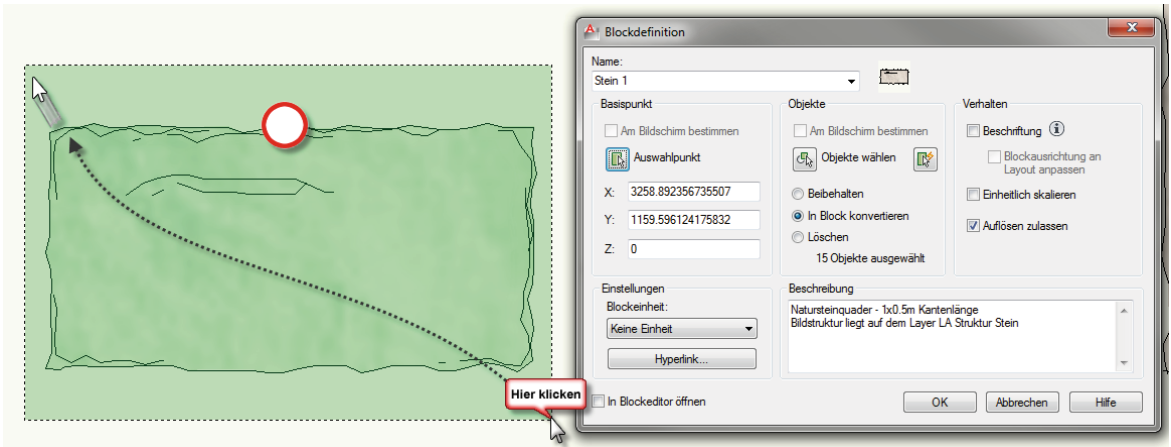 Hier klicken
Blockdefinition
Name:
Stein 1
Basispunkt
Am Bildschim bestimmen
Auswahlpunkt
X: 3258.892356735507
Y: 1159.596124175832
Z: 0
Objekte
Am Bildschim bestimmen
Objekte wählen
Beibehalten
In Block konvertieren
Löschen
15 Objekte ausgewählt
Verhalten
Beschriftung
Blockausrichtung an
Layout anpassen
Einheitlich skalieren
Auflösen zulassen
Einstellungen
Blockeinheit:
Keine Einheit
Hyperlink...
Beschreibung
Natursteinquader - 1x0.5m Kantenlänge
Bildstruktur liegt auf dem Layer LA Struktur Stein
In Blockeditor öffnen
OK
Abbrechen
Hilfe